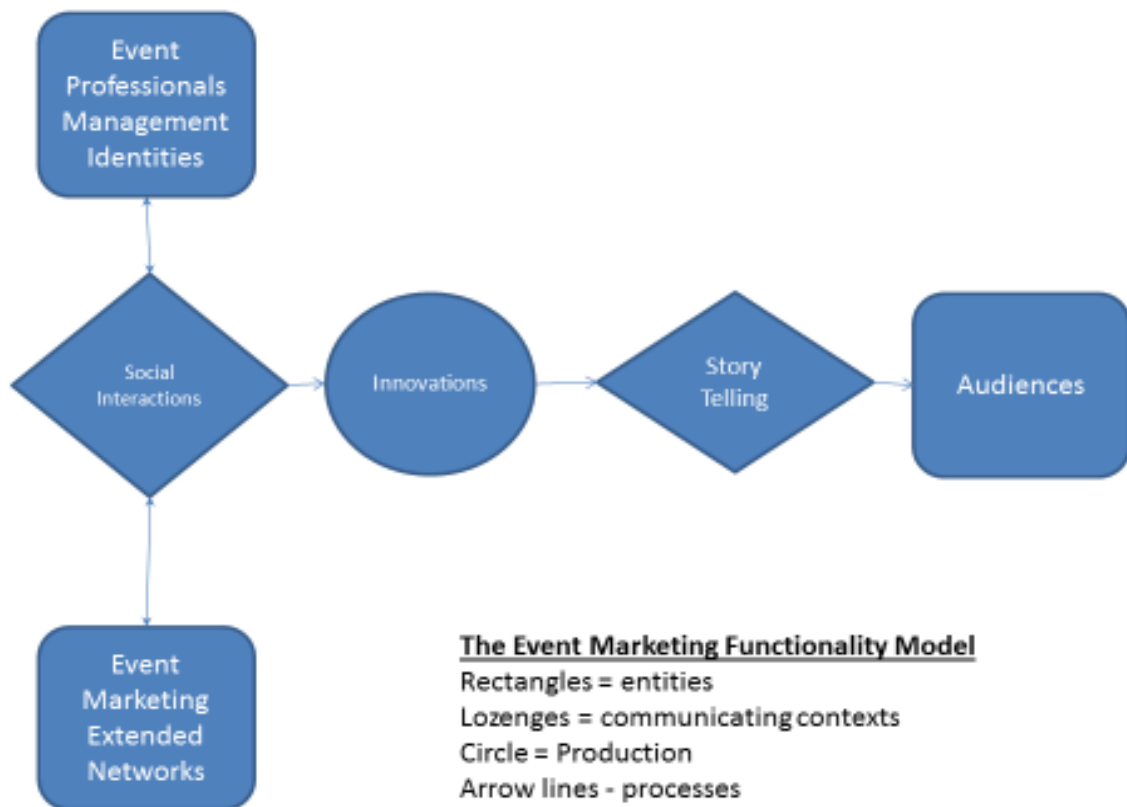 Event
Professionals
Management
Identities
Social
Interactions
Innovations
Story
Telling
Audiences
Event
Marketing
Extended
Networks
The Event Marketing Functionality Model
Rectangles = entities
Lozenges = communicating contexts
Circle = Production
Arrow lines - processes